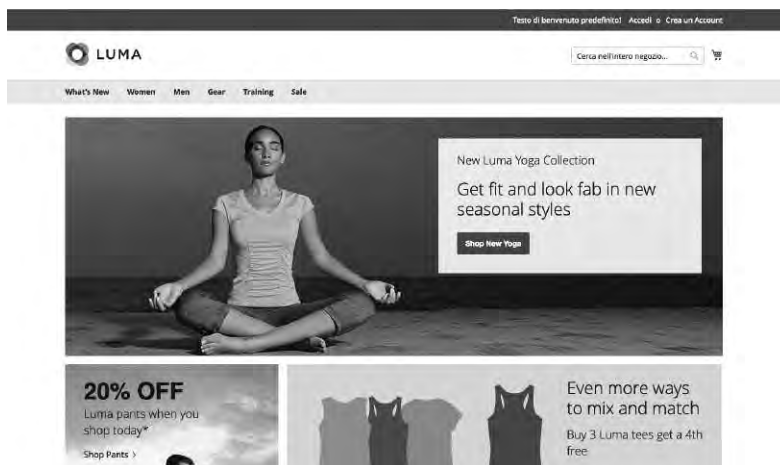 Testo di benvenuto predefinito! Accedi o Crea un Account
LUMA
Cerca nell'intero negozio...
What's New Women Men Gear Training Sale
New Luma Yoga Collection
Get fit and look fab in new
seasonal styles
Shop New Yoga
20% OFF
Luma pants when you
shop today*
Shop Pants >
Even more ways
to mix and match
Buy 3 Luma tees get a 4th
free